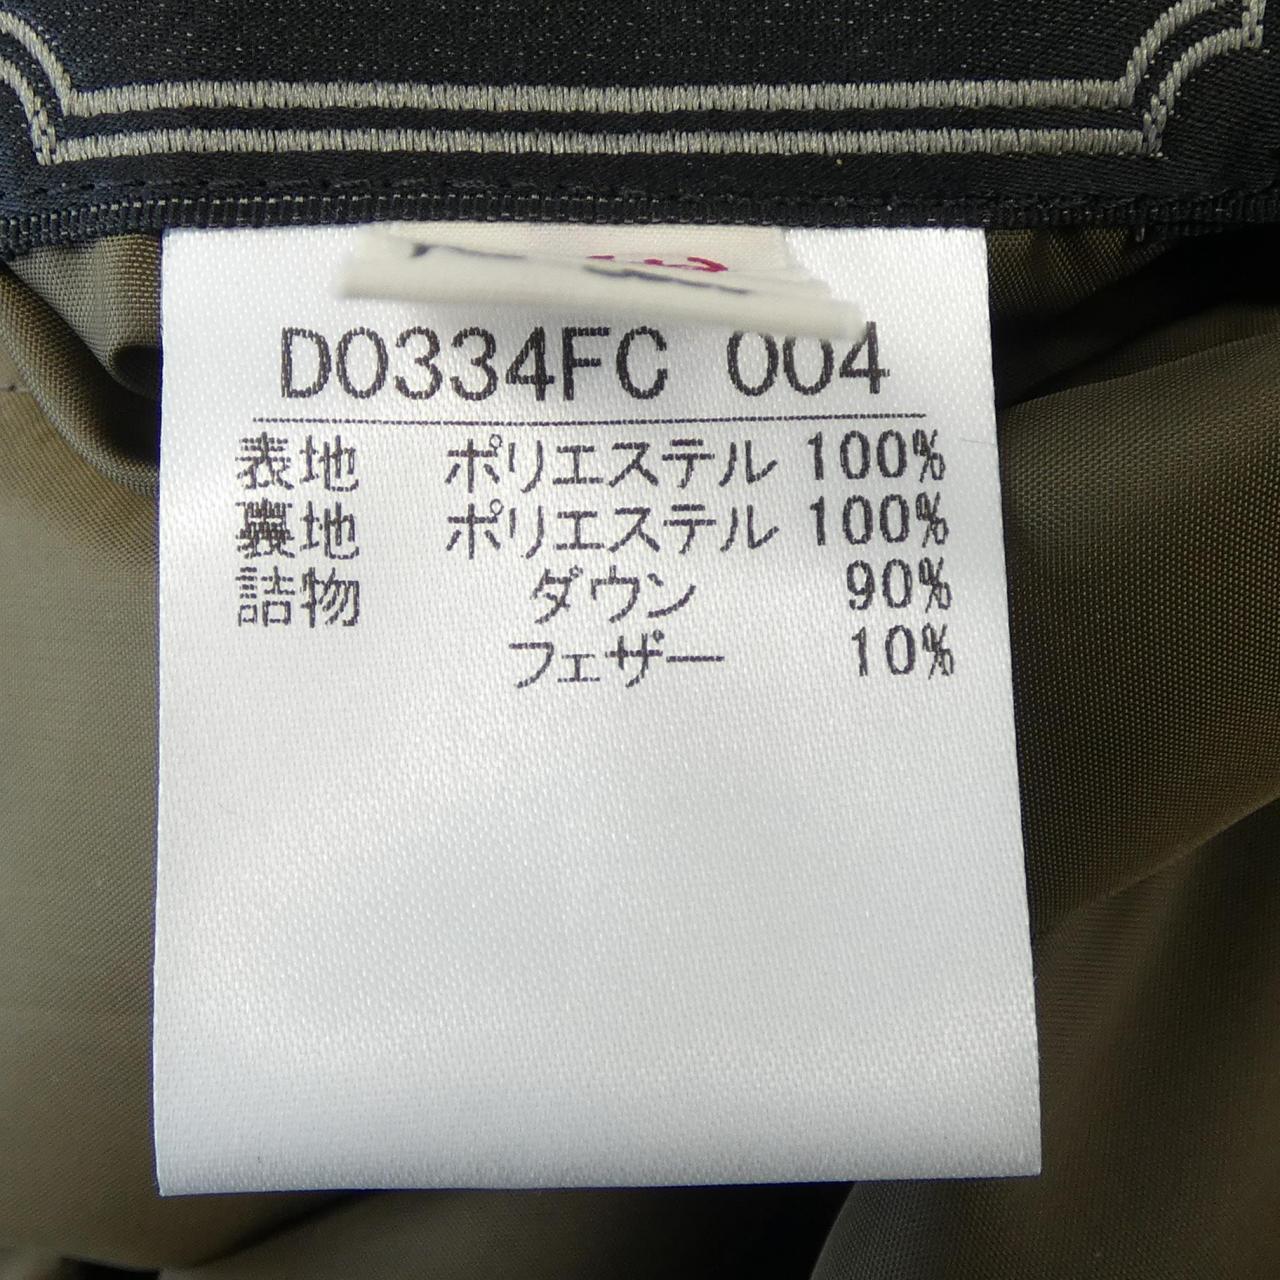 D0334FC 004
表地 ポリエステル 100%
裏地 ポリエステル 100%
詰物 ダウン 90%
フェザー 10%